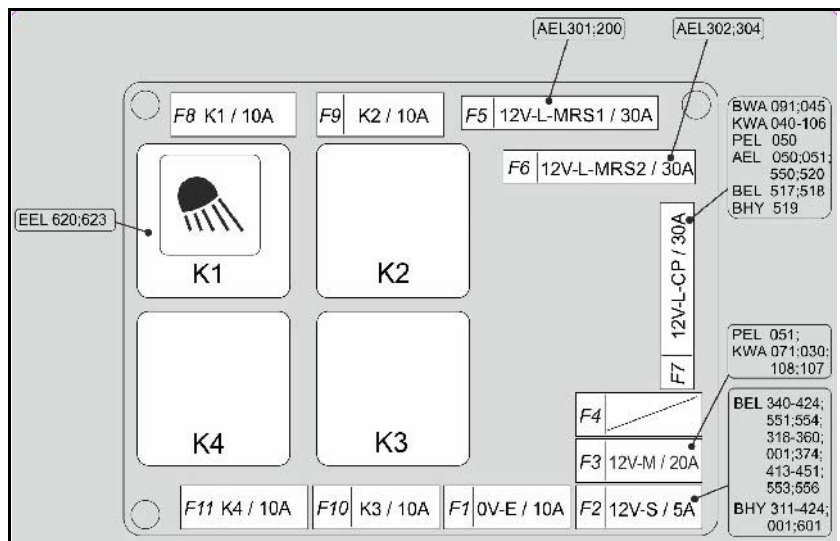 AEL301;200
AEL302;304
F8 K1 / 10A
F9 K2 / 10A
F5 12V-L-MRS1 / 30A
F6 12V-L-MRS2 / 30A
BWA 091;045
KWA 040-106
PEL 050
AEL 050;051;
550;520
BEL 517;518
BHY 519
EEL 620;623
K1
K2
F7 12V-L-CP / 30A
PEL 051;
KWA 071;030;
108;107
K4
K3
F4
F3 12V-M / 20A
BEL 340-424;
551;554;
318-360;
001;374;
413-451;
553;556
BHY 311-424;
001;601
F11 K4 / 10A
F10 K3 / 10A
F1 0V-E / 10A
F2 12V-S / 5A